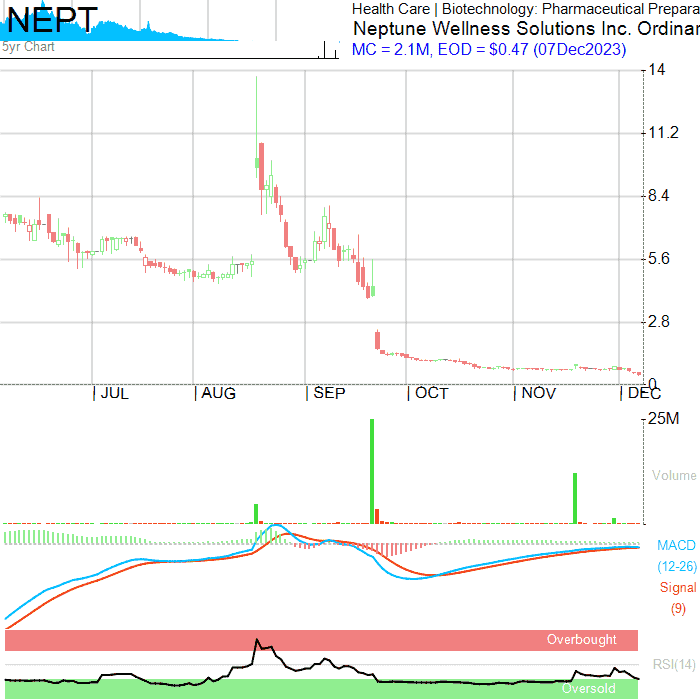 NEPT
Health Care | Biotechnology: Pharmaceutical Prepara
Neptune Wellness Solutions Inc. Ordinar
5yr Chart
MC = 2.1M, EOD = $0.47 (07Dec2023)
14
11.2
8.4
5.6
2.8
0
JUL
AUG
SEP
OCT
NOV
DEC
25M
Volume
MACD
(12-26)
Signal
(9)
Overbought
RSI(14)
Oversold